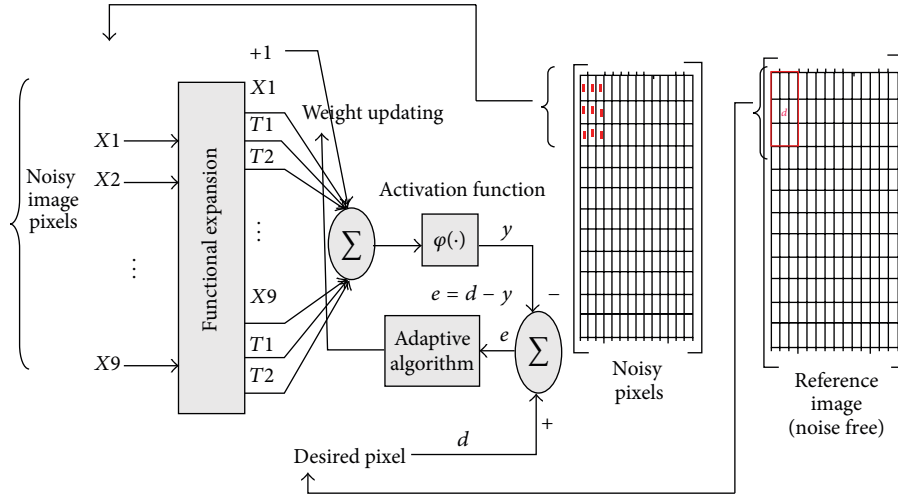 +1
X1
Weight updating
T1
T2
Noisy
image
pixels
X1
X2
⋮
X9
Functional expansion
⋮
X9
T1
T2
∑
Activation function
φ(·)
y
e = d − y
−
Adaptive
algorithm
e
∑
+
Desired pixel
d
Noisy
pixels
d
Reference
image
(noise free)